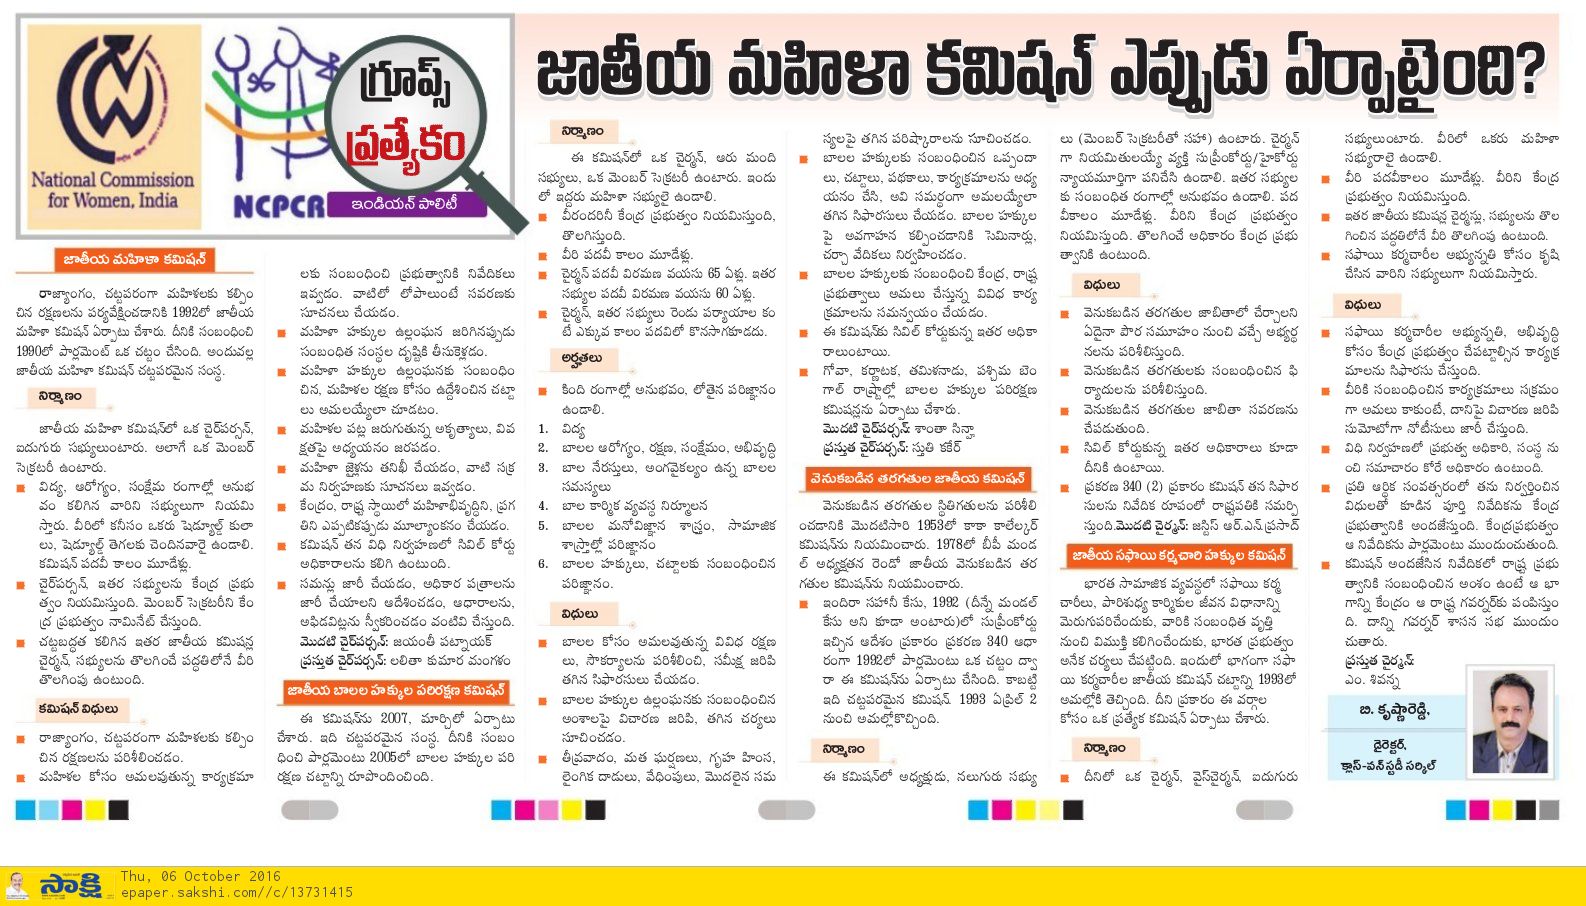 National Commission
for Women, India
NCPCR
గ్రూప్స్
ప్రత్యేకం
ఇండియన్ పాలిటీ
జాతీయ మహిళా కమిషన్ ఎప్పుడు ఏర్పాటైంది?
జాతీయ మహిళా కమిషన్
రాజ్యాంగం, చట్టపరంగా మహిళలకు కల్పిం
చిన రక్షణలను పర్యవేక్షించడానికి 1992లో జాతీయ
మహిళా కమిషన్ ఏర్పాటు చేశారు. దీనికి సంబంధించి
1990లో పార్లమెంట్ ఒక చట్టం చేసింది. అందువల్ల
జాతీయ మహిళా కమిషన్ చట్టపరమైన సంస్థ.
నిర్మాణం
జాతీయ మహిళా కమిషన్‌లో ఒక చైర్‌పర్సన్,
ఐదుగురు సభ్యులుంటారు. అలాగే ఒక మెంబర్
సెక్రటరీ ఉంటారు.
విద్య, ఆరోగ్యం, సంక్షేమ రంగాల్లో అనుభ
వం కలిగిన వారిని సభ్యులుగా నియమి
స్తారు. వీరిలో కనీసం ఒకరు షెడ్యూల్డ్ కులా
లు, షెడ్యూల్డ్ తెగలకు చెందినవారై ఉండాలి.
కమిషన్ పదవీ కాలం మూడేళ్లు.
చైర్‌పర్సన్, ఇతర సభ్యులను కేంద్ర ప్రభు
త్వం నియమిస్తుంది. మెంబర్ సెక్రటరీని కేం
ద్ర ప్రభుత్వం నామినేట్ చేస్తుంది.
చట్టబద్ధత కలిగిన ఇతర జాతీయ కమిషన్ల
చైర్మన్, సభ్యులను తొలగించే పద్ధతిలోనే వీరి
తొలగింపు ఉంటుంది.
కమిషన్ విధులు
రాజ్యాంగం, చట్టపరంగా మహిళలకు కల్పిం
చిన రక్షణలను పరిశీలించడం.
మహిళల కోసం అమలవుతున్న కార్యక్రమా
లకు సంబంధించి ప్రభుత్వానికి నివేదికలు
ఇవ్వడం. వాటిలో లోపాలుంటే సవరణకు
సూచనలు చేయడం.
మహిళా హక్కుల ఉల్లంఘన జరిగినప్పుడు
సంబంధిత సంస్థల దృష్టికి తీసుకెళ్లడం.
మహిళా హక్కుల ఉల్లంఘనకు సంబంధిం
చిన, మహిళల రక్షణ కోసం ఉద్దేశించిన చట్టా
లు అమలయ్యేలా చూడటం.
మహిళల పట్ల జరుగుతున్న అకృత్యాలు, వివ
క్షతపై అధ్యయనం జరపడం.
మహిళా జైళ్లను తనిఖీ చేయడం, వాటి సక్ర
మ నిర్వహణకు సూచనలు ఇవ్వడం.
కేంద్రం, రాష్ట్ర స్థాయిలో మహిళాభివృద్ధిని, ప్రగ
తిని ఎప్పటికప్పుడు మూల్యాంకనం చేయడం.
కమిషన్ తన విధి నిర్వహణలో సివిల్ కోర్టు
అధికారాలను కలిగి ఉంటుంది.
సమన్లు జారీ చేయడం, అధికార పత్రాలను
జారీ చేయాలని ఆదేశించడం, ఆధారాలను,
అఫిడవిట్లను స్వీకరించడం వంటివి చేస్తుంది.
మొదటి చైర్‌పర్సన్: జయంతీ పట్నాయక్
ప్రస్తుత చైర్‌పర్సన్: లలితా కుమార మంగళం
జాతీయ బాలల హక్కుల పరిరక్షణ కమిషన్
ఈ కమిషన్‌ను 2007, మార్చిలో ఏర్పాటు
చేశారు. ఇది చట్టపరమైన సంస్థ. దీనికి సంబం
ధించి పార్లమెంటు 2005లో బాలల హక్కుల పరి
రక్షణ చట్టాన్ని రూపొందించింది.
నిర్మాణం
ఈ కమిషన్‌లో ఒక చైర్మన్, ఆరు మంది
సభ్యులు, ఒక మెంబర్ సెక్రటరీ ఉంటారు. ఇందు
లో ఇద్దరు మహిళా సభ్యులై ఉండాలి.
వీరందరినీ కేంద్ర ప్రభుత్వం నియమిస్తుంది,
తొలగిస్తుంది.
వీరి పదవీ కాలం మూడేళ్లు.
చైర్మన్ పదవీ విరమణ వయసు 65 ఏళ్లు. ఇతర
సభ్యుల పదవీ విరమణ వయసు 60 ఏళ్లు.
చైర్మన్, ఇతర సభ్యులు రెండు పర్యాయాల కం
టే ఎక్కువ కాలం పదవిలో కొనసాగకూడదు.
అర్హతలు
కింది రంగాల్లో అనుభవం, లోతైన పరిజ్ఞానం
ఉండాలి.
1. విద్య
2. బాలల ఆరోగ్యం, రక్షణ, సంక్షేమం, అభివృద్ధి
3. బాల నేరస్తులు, అంగవైకల్యం ఉన్న బాలల
సమస్యలు
4. బాల కార్మిక వ్యవస్థ నిర్మూలన
5. బాలల మనోవిజ్ఞాన శాస్త్రం, సామాజిక
శాస్త్రాల్లో పరిజ్ఞానం
6. బాలల హక్కులు, చట్టాలకు సంబంధించిన
పరిజ్ఞానం.
విధులు
బాలల కోసం అమలవుతున్న వివిధ రక్షణ
లు, సౌకర్యాలను పరిశీలించి, సమీక్ష జరిపి
తగిన సిఫారసులు చేయడం.
బాలల హక్కుల ఉల్లంఘనకు సంబంధించిన
అంశాలపై విచారణ జరిపి, తగిన చర్యలు
సూచించడం.
తీవ్రవాదం, మత ఘర్షణలు, గృహ హింస,
లైంగిక దాడులు, వేధింపులు, మొదలైన సమ
స్యలపై తగిన పరిష్కారాలను సూచించడం.
బాలల హక్కులకు సంబంధించిన ఒప్పందా
లు, చట్టాలు, పథకాలు, కార్యక్రమాలను అధ్య
యనం చేసి, అవి సమర్థంగా అమలయ్యేలా
తగిన సిఫారసులు చేయడం. బాలల హక్కుల
పై అవగాహన కల్పించడానికి సెమినార్లు,
చర్చా వేదికలు నిర్వహించడం.
బాలల హక్కులకు సంబంధించి కేంద్ర, రాష్ట్ర
ప్రభుత్వాలు అమలు చేస్తున్న వివిధ కార్య
క్రమాలను సమన్వయం చేయడం.
ఈ కమిషన్‌కు సివిల్ కోర్టుకున్న ఇతర అధికా
రాలుంటాయి.
గోవా, కర్ణాటక, తమిళనాడు, పశ్చిమ బెం
గాల్ రాష్ట్రాల్లో బాలల హక్కుల పరిరక్షణ
కమిషన్లను ఏర్పాటు చేశారు.
మొదటి చైర్‌పర్సన్: శాంతా సిన్హా
ప్రస్తుత చైర్‌పర్సన్: స్తుతి కకేర్
వెనుకబడిన తరగతుల జాతీయ కమిషన్
వెనుకబడిన తరగతుల స్థితిగతులను పరిశీలి
ంచడానికి మొదటిసారి 1953లో కాకా కాలేల్కర్
కమిషన్‌ను నియమించారు. 1978లో బీపీ మండ
ల్ అధ్యక్షతన రెండో జాతీయ వెనుకబడిన తర
గతుల కమిషన్‌ను నియమించారు.
ఇందిరా సహానీ కేసు, 1992 (దీన్నే మండల్
కేసు అని కూడా అంటారు)లో సుప్రీంకోర్టు
ఇచ్చిన ఆదేశం ప్రకారం ప్రకరణ 340 ఆధా
రంగా 1992లో పార్లమెంటు ఒక చట్టం ద్వా
రా ఈ కమిషన్‌ను ఏర్పాటు చేసింది. కాబట్టి
ఇది చట్టపరమైన కమిషన్. 1993 ఏప్రిల్ 2
నుంచి అమల్లోకొచ్చింది.
నిర్మాణం
ఈ కమిషన్‌లో అధ్యక్షుడు, నలుగురు సభ్యు
లు (మెంబర్ సెక్రటరీతో సహా) ఉంటారు. చైర్మన్
గా నియమితులయ్యే వ్యక్తి సుప్రీంకోర్టు/హైకోర్టు
న్యాయమూర్తిగా పనిచేసి ఉండాలి. ఇతర సభ్యుల
కు సంబంధిత రంగాల్లో అనుభవం ఉండాలి. పద
వీకాలం మూడేళ్లు. వీరిని కేంద్ర ప్రభుత్వం
నియమిస్తుంది. తొలగించే అధికారం కేంద్ర ప్రభు
త్వానికి ఉంటుంది.
విధులు
వెనుకబడిన తరగతుల జాబితాలో చేర్చాలని
ఏదైనా పౌర సమూహం నుంచి వచ్చే అభ్యర్థ
నలను పరిశీలిస్తుంది.
వెనుకబడిన తరగతులకు సంబంధించిన ఫి
ర్యాదులను పరిశీలిస్తుంది.
వెనుకబడిన తరగతుల జాబితా సవరణను
చేపడుతుంది.
సివిల్ కోర్టుకున్న ఇతర అధికారాలు కూడా
దీనికి ఉంటాయి.
ప్రకరణ 340 (2) ప్రకారం కమిషన్ తన సిఫార
సులను నివేదిక రూపంలో రాష్ట్రపతికి సమర్పి
స్తుంది.మొదటి చైర్మన్: జస్టిస్ ఆర్.ఎన్.ప్రసాద్
జాతీయ సఫాయి కర్మచారి హక్కుల కమిషన్
భారత సామాజిక వ్యవస్థలో సఫాయి కర్మ
చారీలు, పారిశుధ్య కార్మికుల జీవన విధానాన్ని
మెరుగుపరిచేందుకు, వారికి సంబంధిత వృత్తి
నుంచి విముక్తి కలిగించేందుకు, భారత ప్రభుత్వం
అనేక చర్యలు చేపట్టింది. ఇందులో భాగంగా సఫా
యి కర్మచారీల జాతీయ కమిషన్ చట్టాన్ని 1993లో
అమల్లోకి తెచ్చింది. దీని ప్రకారం ఈ వర్గాల
కోసం ఒక ప్రత్యేక కమిషన్ ఏర్పాటు చేశారు.
నిర్మాణం
దీనిలో ఒక చైర్మన్, వైస్‌చైర్మన్, ఐదుగురు
సభ్యులుంటారు. వీరిలో ఒకరు మహిళా
సభ్యురాలై ఉండాలి.
వీరి పదవీకాలం మూడేళ్లు. వీరిని కేంద్ర
ప్రభుత్వం నియమిస్తుంది.
ఇతర జాతీయ కమిషన్ల చైర్మన్లు, సభ్యులను తొల
గించిన పద్ధతిలోనే వీరి తొలగింపు ఉంటుంది.
సఫాయి కర్మచారీల అభ్యున్నతి కోసం కృషి
చేసిన వారిని సభ్యులుగా నియమిస్తారు.
విధులు
సఫాయి కర్మచారీల అభ్యున్నతి, అభివృద్ధి
కోసం కేంద్ర ప్రభుత్వం చేపట్టాల్సిన కార్యక్ర
మాలను సిఫారసు చేస్తుంది.
వీరికి సంబంధించిన కార్యక్రమాలు సక్రమం
గా అమలు కాకుంటే, దానిపై విచారణ జరిపి
సుమోటోగా నోటీసులు జారీ చేస్తుంది.
విధి నిర్వహణలో ప్రభుత్వ అధికారి, సంస్థ ను
ంచి సమాచారం కోరే అధికారం ఉంటుంది.
ప్రతి ఆర్థిక సంవత్సరంలో తను నిర్వర్తించిన
విధులతో కూడిన పూర్తి నివేదికను కేంద్ర
ప్రభుత్వానికి అందజేస్తుంది. కేంద్రప్రభుత్వం
ఆ నివేదికను పార్లమెంటు ముందుంచుతుంది.
కమిషన్ అందజేసిన నివేదికలో రాష్ట్ర ప్రభు
త్వానికి సంబంధించిన అంశం ఉంటే ఆ భా
గాన్ని కేంద్రం ఆ రాష్ట్ర గవర్నర్‌కు పంపిస్తుం
ది. దాన్ని గవర్నర్ శాసన సభ ముందుం
చుతారు.
ప్రస్తుత చైర్మన్:
ఎం. శివన్న
బి. కృష్ణారెడ్డి,
డైరెక్టర్,
క్లాస్-వన్ స్టడీ సర్కిల్
సాక్షి
Thu, 06 October 2016
epaper.sakshi.com//c/13731415